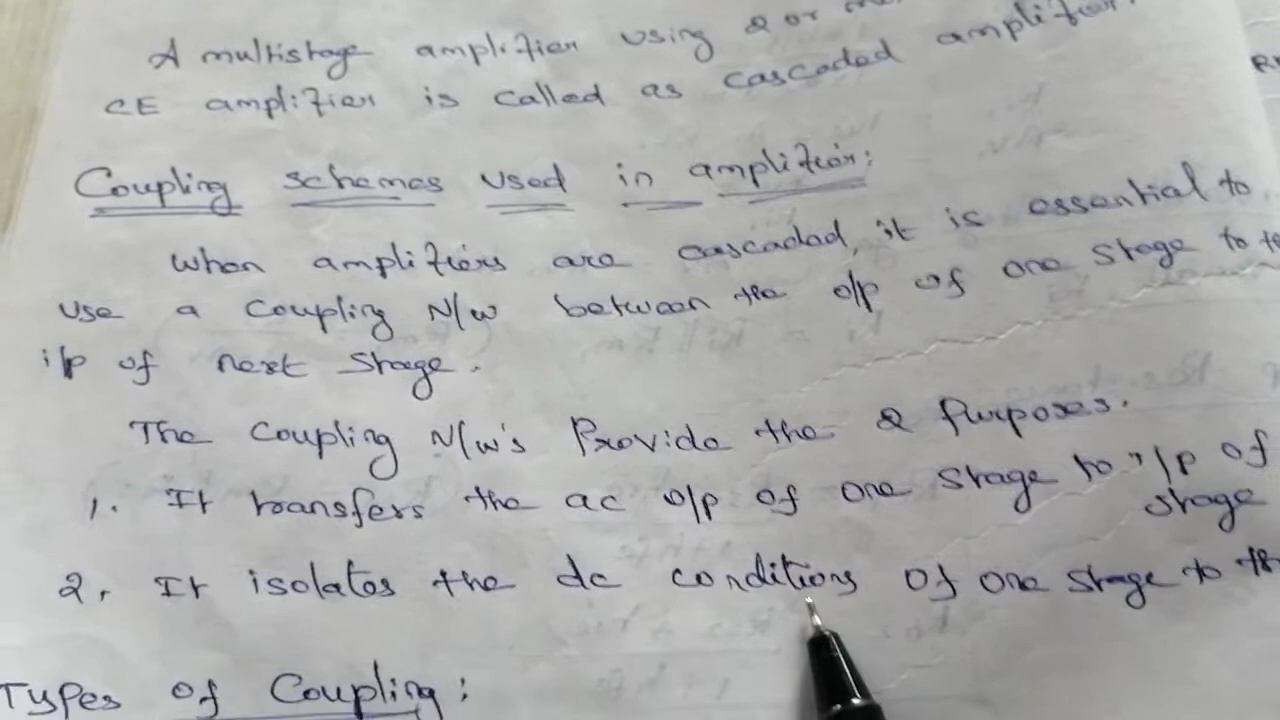 A multistage amplifier using 2 or
CE amplifier is called as cascaded amplifier.
Coupling schemes used in amplifier:
When amplifiers are cascaded, it is essential to
use a coupling N/w between the o/p of one stage to
i/p of next stage.
The coupling N/w's Provide the 2 purposes.
1. It transfers the ac o/p of one stage to i/p of
stage
2. It isolates the dc conditions of one stage to
Types of Coupling: